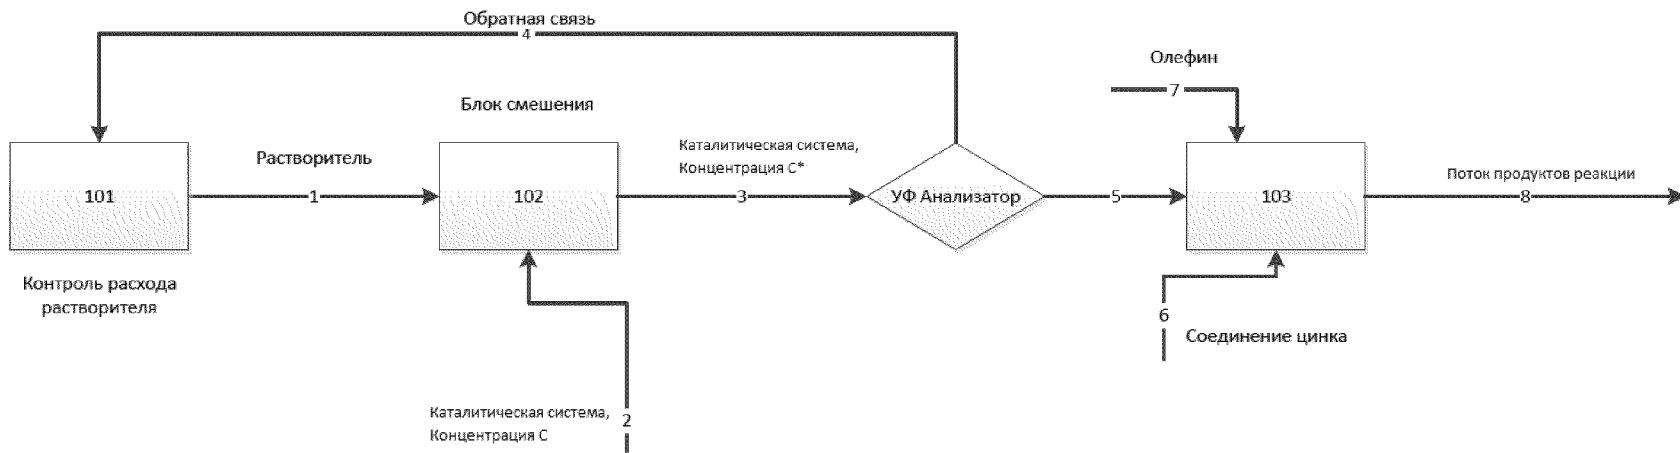 Обратная связь
4
Олефин
7
Блок смешения
Растворитель
Каталитическая система,
Концентрация С*
101
1
102
3
УФ Анализатор
5
103
Поток продуктов реакции
8
Контроль расхода
растворителя
6
Соединение цинка
Каталитическая система,
Концентрация С
2